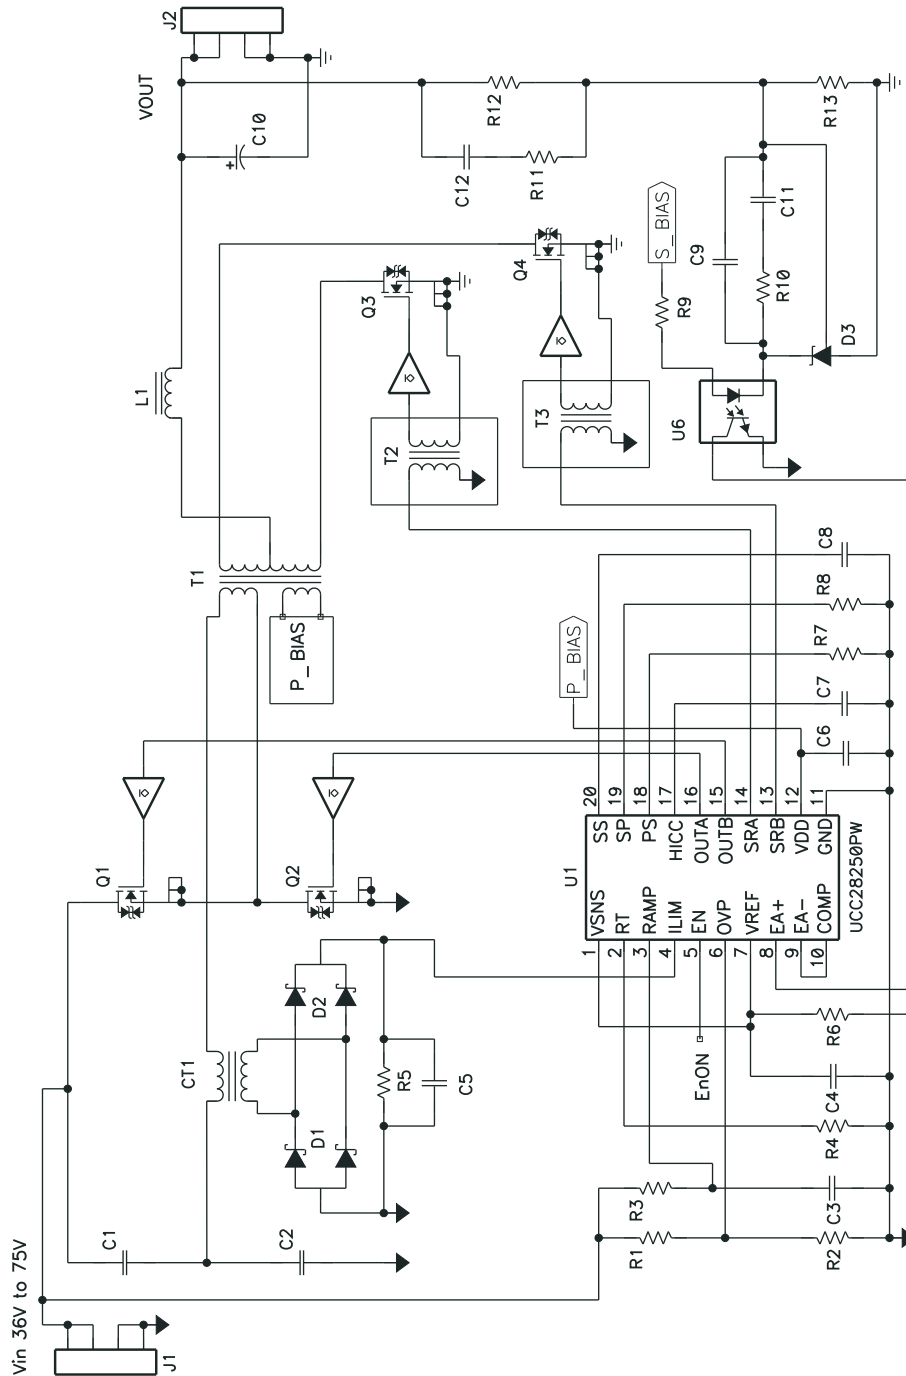 Vin 36V to 75V
J1
C1
C2
CT1
D1
D2
R5
C5
Q1
Q2
T1
P_BIAS
L1
VOUT
J2
C10
+
Q3
Q4
T2
T3
C12
R11
R12
R13
S_BIAS
R9
C9
C11
R10
D3
U6
P_BIAS
C8
R8
R7
C7
C6
U1
UCC28250PW
1 VSNS
2 RT
3 RAMP
4 ILIM
5 EN
6 OVP
7 VREF
8 EA+
9 EA-
10 COMP
20 SS
19 SP
18 PS
17 HICC
16 OUTA
15 OUTB
14 SRA
13 SRB
12 VDD
11 GND
EnON
R3
R1
R2
C3
R4
C4
R6